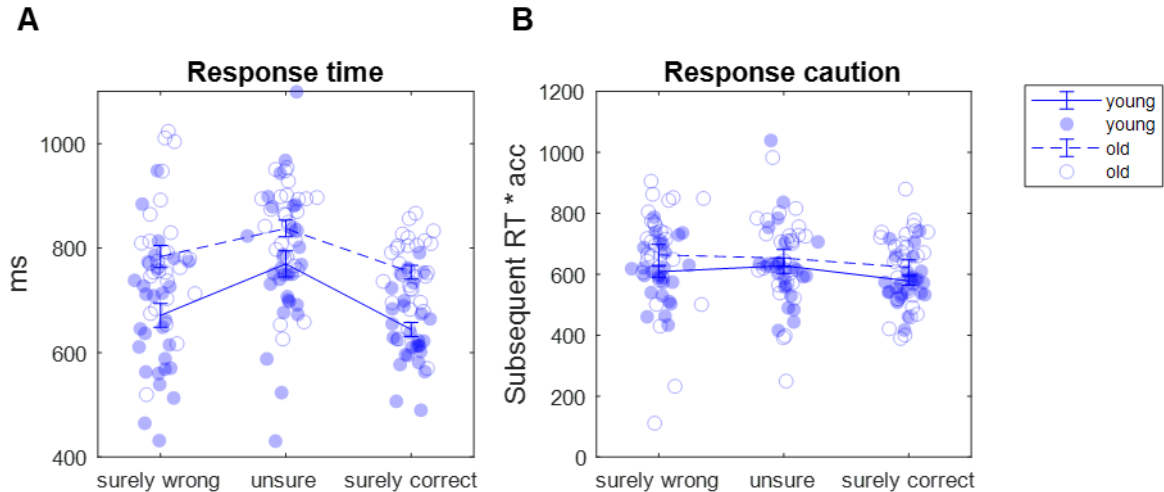 A
Response time
ms
1000
800
600
400
surely wrong
unsure
surely correct
B
Response caution
Subsequent RT * acc
1200
1000
800
600
400
200
0
surely wrong
unsure
surely correct
young
young
old
old